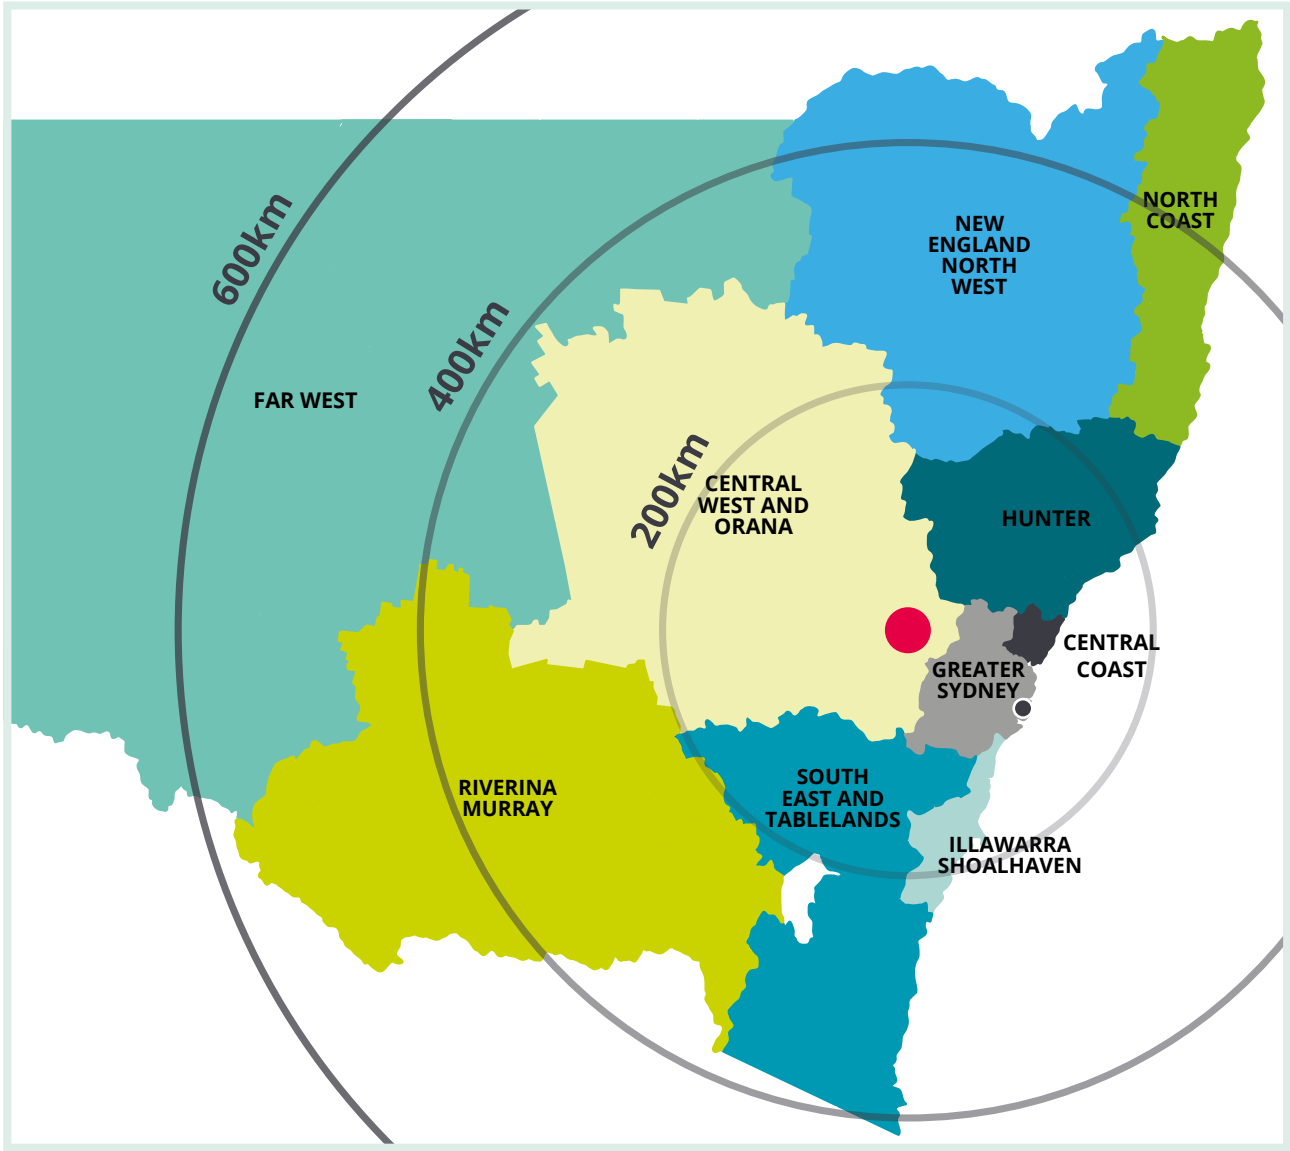 NORTH
COAST
NEW
ENGLAND
NORTH
WEST
600km
400km
FAR WEST
200km
CENTRAL
WEST AND
ORANA
HUNTER
CENTRAL
COAST
GREATER
SYDNEY
RIVERINA
MURRAY
SOUTH
EAST AND
TABLELANDS
ILLAWARRA
SHOALHAVEN